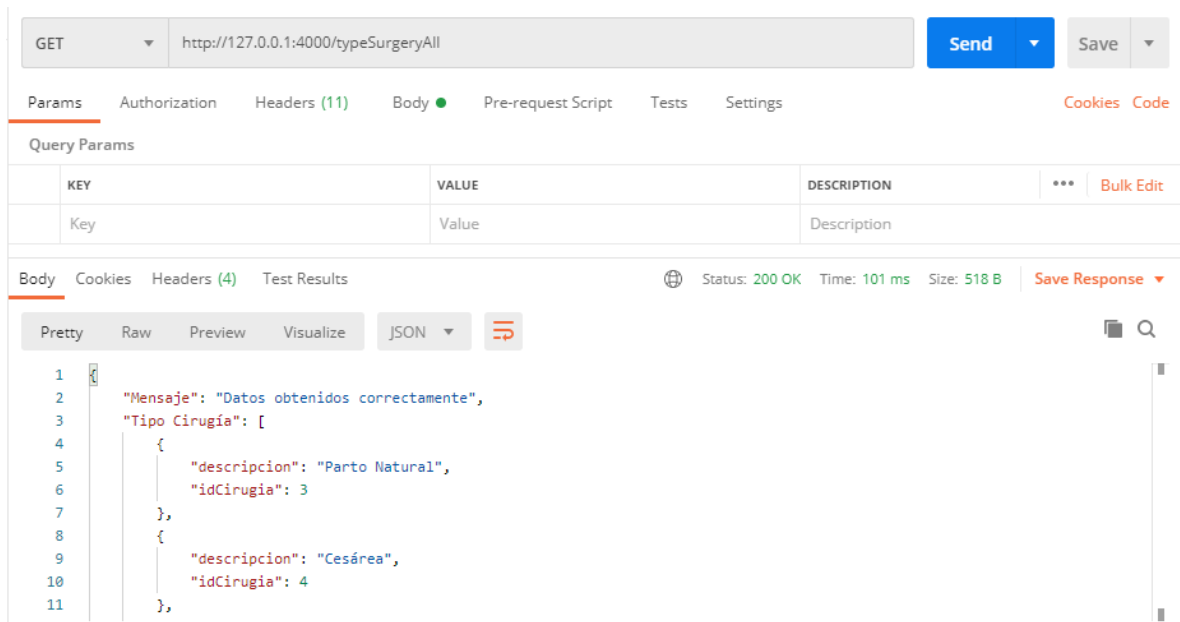 GET http://127.0.0.1:4000/typeSurgeryAll Send Save
Params Authorization Headers (11) Body Pre-request Script Tests Settings Cookies Code
Query Params
KEY VALUE DESCRIPTION ••• Bulk Edit
Key Value Description
Body Cookies Headers (4) Test Results Status: 200 OK Time: 101 ms Size: 518 B Save Response
Pretty Raw Preview Visualize JSON
1 {
2 "Mensaje": "Datos obtenidos correctamente",
3 "Tipo Cirugía": [
4 {
5 "descripcion": "Parto Natural",
6 "idCirugia": 3
7 },
8 {
9 "descripcion": "Cesárea",
10 "idCirugia": 4
11 },